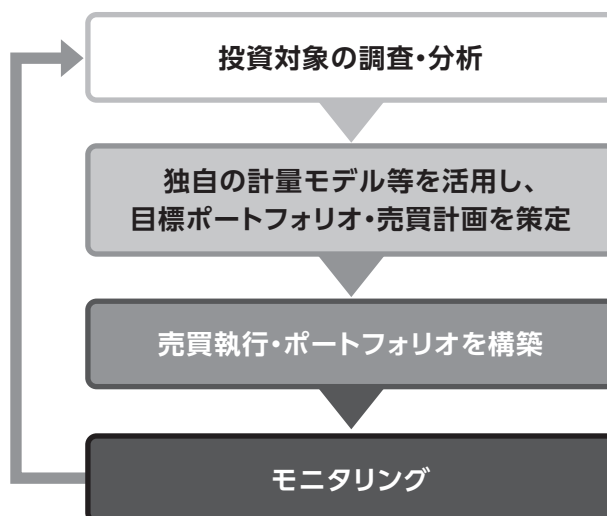 投資対象の調査・分析
独自の計量モデル等を活用し、
目標ポートフォリオ・売買計画を策定
売買執行・ポートフォリオを構築
モニタリング